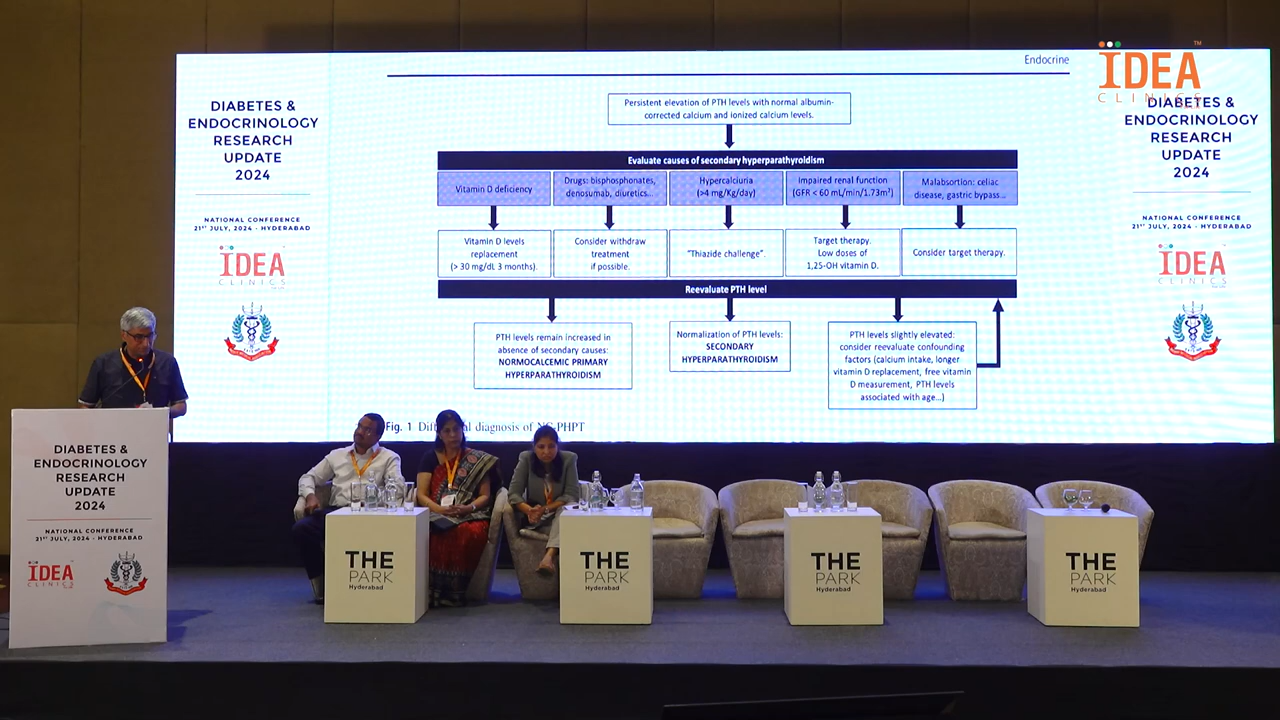 DIABETES &
ENDOCRINOLOGY
RESEARCH
UPDATE
2024
NATIONAL CONFERENCE
21ST JULY, 2024 - HYDERABAD
IDEA
CLINICS
Endocrine
Persistent elevation of PTH levels with normal albumin-
corrected calcium and ionized calcium levels.
Evaluate causes of secondary hyperparathyroidism
Vitamin D deficiency
Drugs: bisphosphonates,
denosumab, diuretics...
Hypercalciuria
(>4 mg/Kg/day)
Impaired renal function
(GFR < 60 mL/min/1.73m²)
Malabsortion: celiac
disease, gastric bypass...
Vitamin D levels
replacement
(> 30 mg/dL 3 months).
Consider withdraw
treatment
if possible.
"Thiazide challenge".
Target therapy.
Low doses of
1,25-OH vitamin D.
Consider target therapy.
Reevaluate PTH level
PTH levels remain increased in
absence of secondary causes:
NORMOCALCEMIC PRIMARY
HYPERPARATHYROIDISM
Normalization of PTH levels:
SECONDARY
HYPERPARATHYROIDISM
PTH levels slightly elevated:
consider reevaluate confounding
factors (calcium intake, longer
vitamin D replacement, free vitamin
D measurement, PTH levels
associated with age...)
Fig. 1 diagnosis of PHPT
IDEA
CLINICS
TM
DIABETES &
ENDOCRINOLOGY
RESEARCH
UPDATE
2024
NATIONAL CONFERENCE
21ST JULY, 2024 - HYDERABAD
IDEA
CLINICS
DIABETES &
ENDOCRINOLOGY
RESEARCH
UPDATE
2024
NATIONAL CONFERENCE
21ST JULY, 2024 - HYDERABAD
IDEA
CLINICS
THE
PARK
Hyderabad
THE
PARK
Hyderabad
THE
PARK
Hyderabad
THE
PARK
Hyderabad